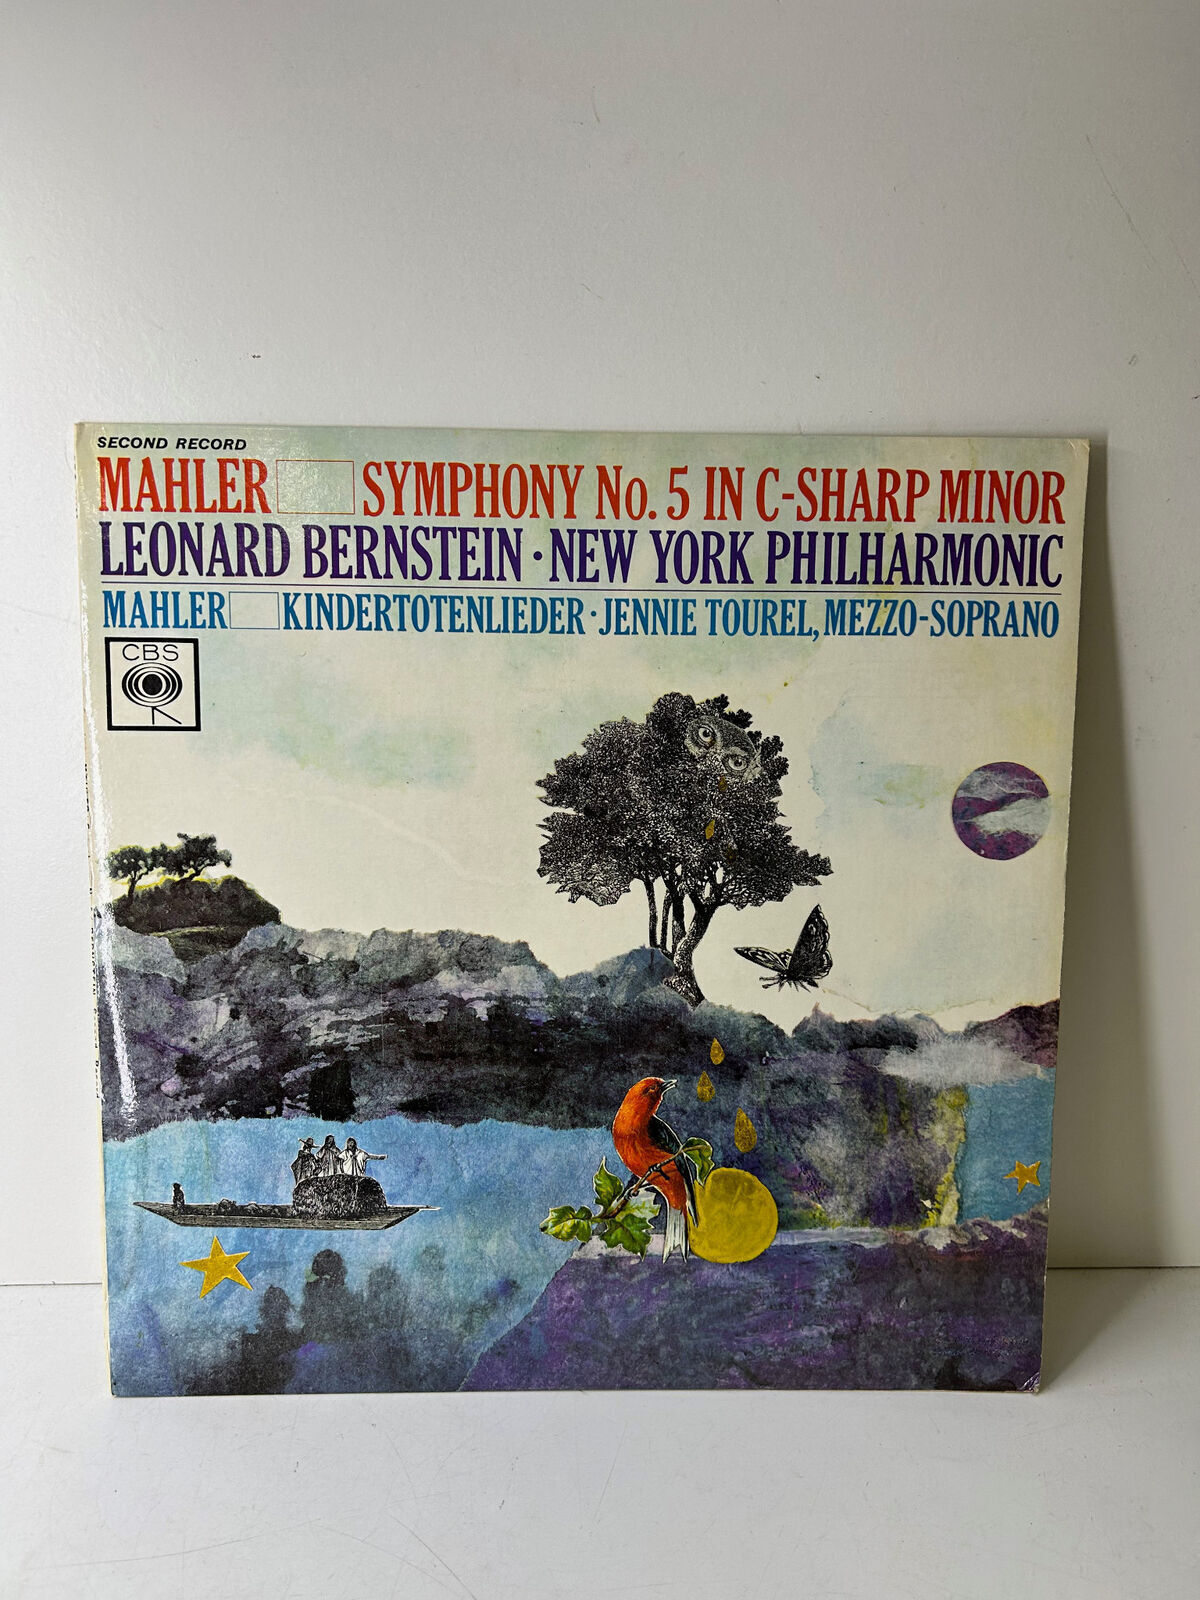 SECOND RECORD
MAHLER SYMPHONY No. 5 IN C-SHARP MINOR
LEONARD BERNSTEIN · NEW YORK PHILHARMONIC
MAHLER KINDERTOTENLIEDER · JENNIE TOUREL, MEZZO-SOPRANO
CBS